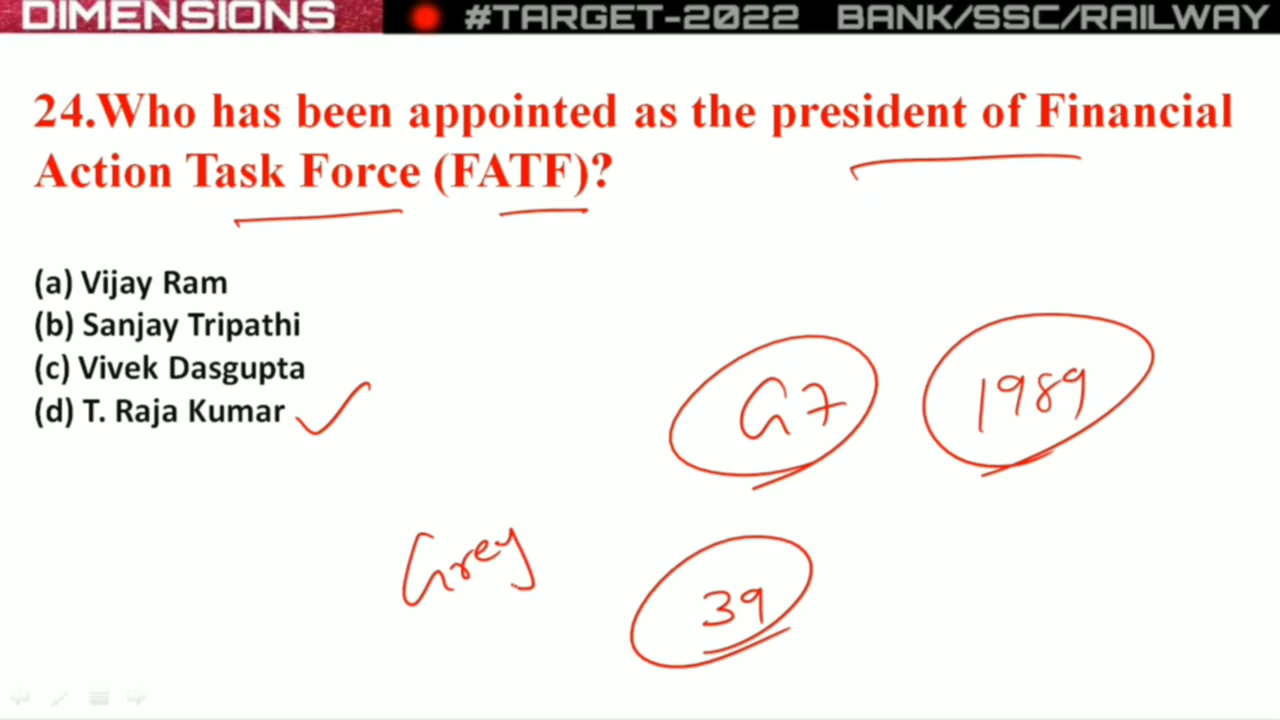 DIMENSIONS
#TARGET-2022 BANK/SSC/RAILWAY
24.Who has been appointed as the president of Financial
Action Task Force (FATF)?
(a) Vijay Ram
(b) Sanjay Tripathi
(c) Vivek Dasgupta
(d) T. Raja Kumar
G7
1989
Grey
39